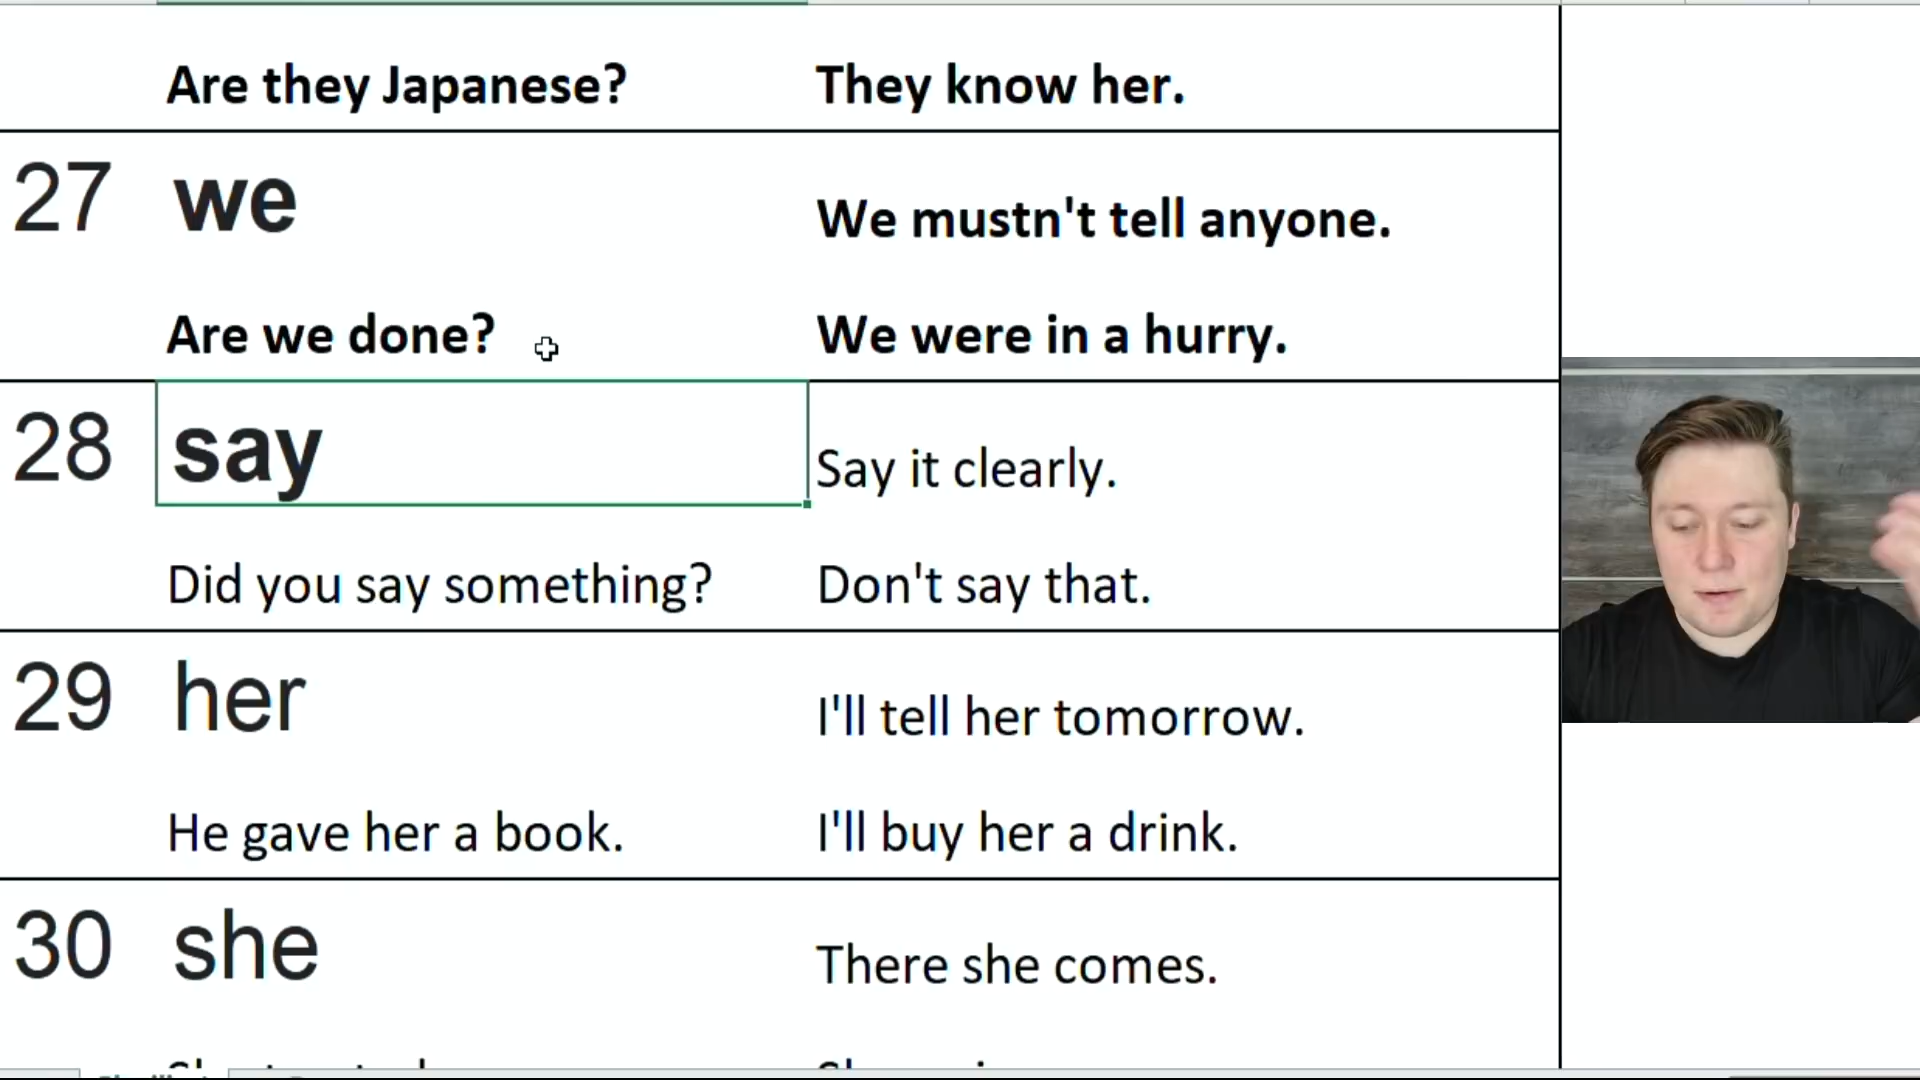 Are they Japanese? They know her.
27 we We mustn't tell anyone.
Are we done? We were in a hurry.
28 say Say it clearly.
Did you say something? Don't say that.
29 her I'll tell her tomorrow.
He gave her a book. I'll buy her a drink.
30 she There she comes.